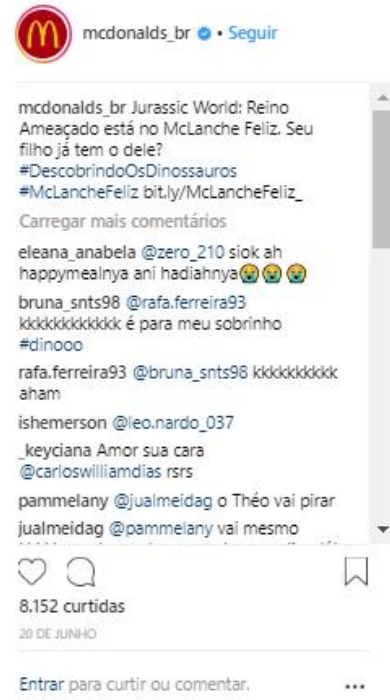 mcdonalds_br • Seguir
mcdonalds_br Jurassic World: Reino
Ameaçado está no McLanche Feliz. Seu
filho já tem o dele?
#DescobrindoOsDinossauros
#McLancheFeliz bit.ly/McLancheFeliz_
Carregar mais comentários
eleana_anabela @zero_210 siok ah
happymealnya ani hadiahnya😭😭😭
bruna_snts98 @rafa.ferreira93
kkkkkkkkkkkk é para meu sobrinho
#dinooo
rafa.ferreira93 @bruna_snts98 kkkkkkkkkk
aham
ishemerson @leo.nardo_037
_keyciana Amor sua cara
@carloswilliamdias rsrs
pammelany @jualmeidag o Théo vai pirar
jualmeidag @pammelany vai mesmo
8.152 curtidas
20 DE JUNHO
Entrar para curtir ou comentar.